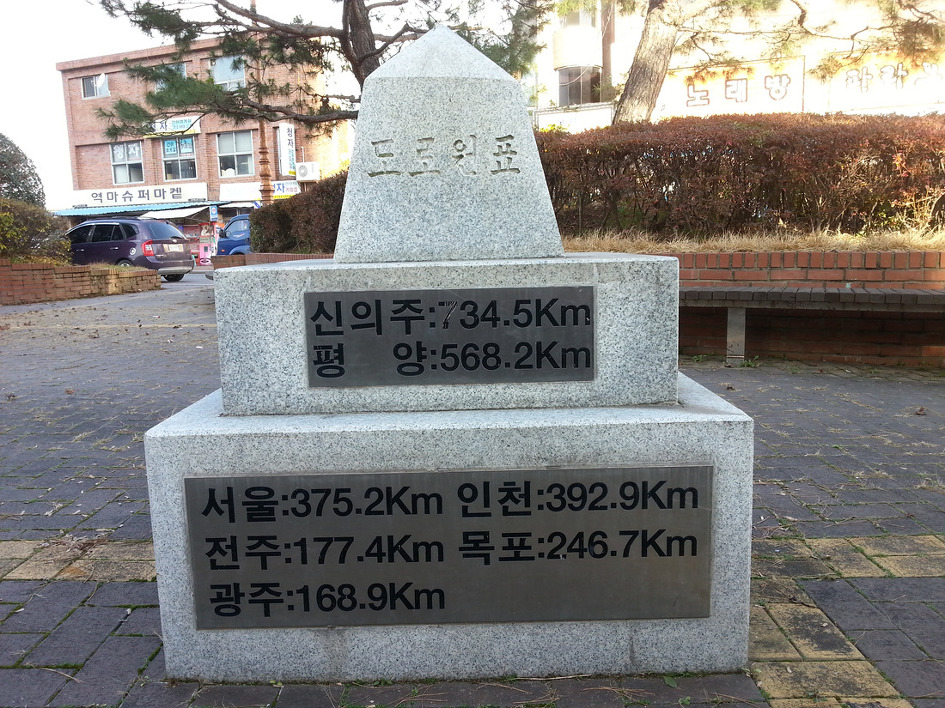 도로원표
신의주:734.5Km
평 양:568.2Km
서울:375.2Km 인천:392.9Km
전주:177.4Km 목포:246.7Km
광주:168.9Km
역마슈퍼마켙
노래방